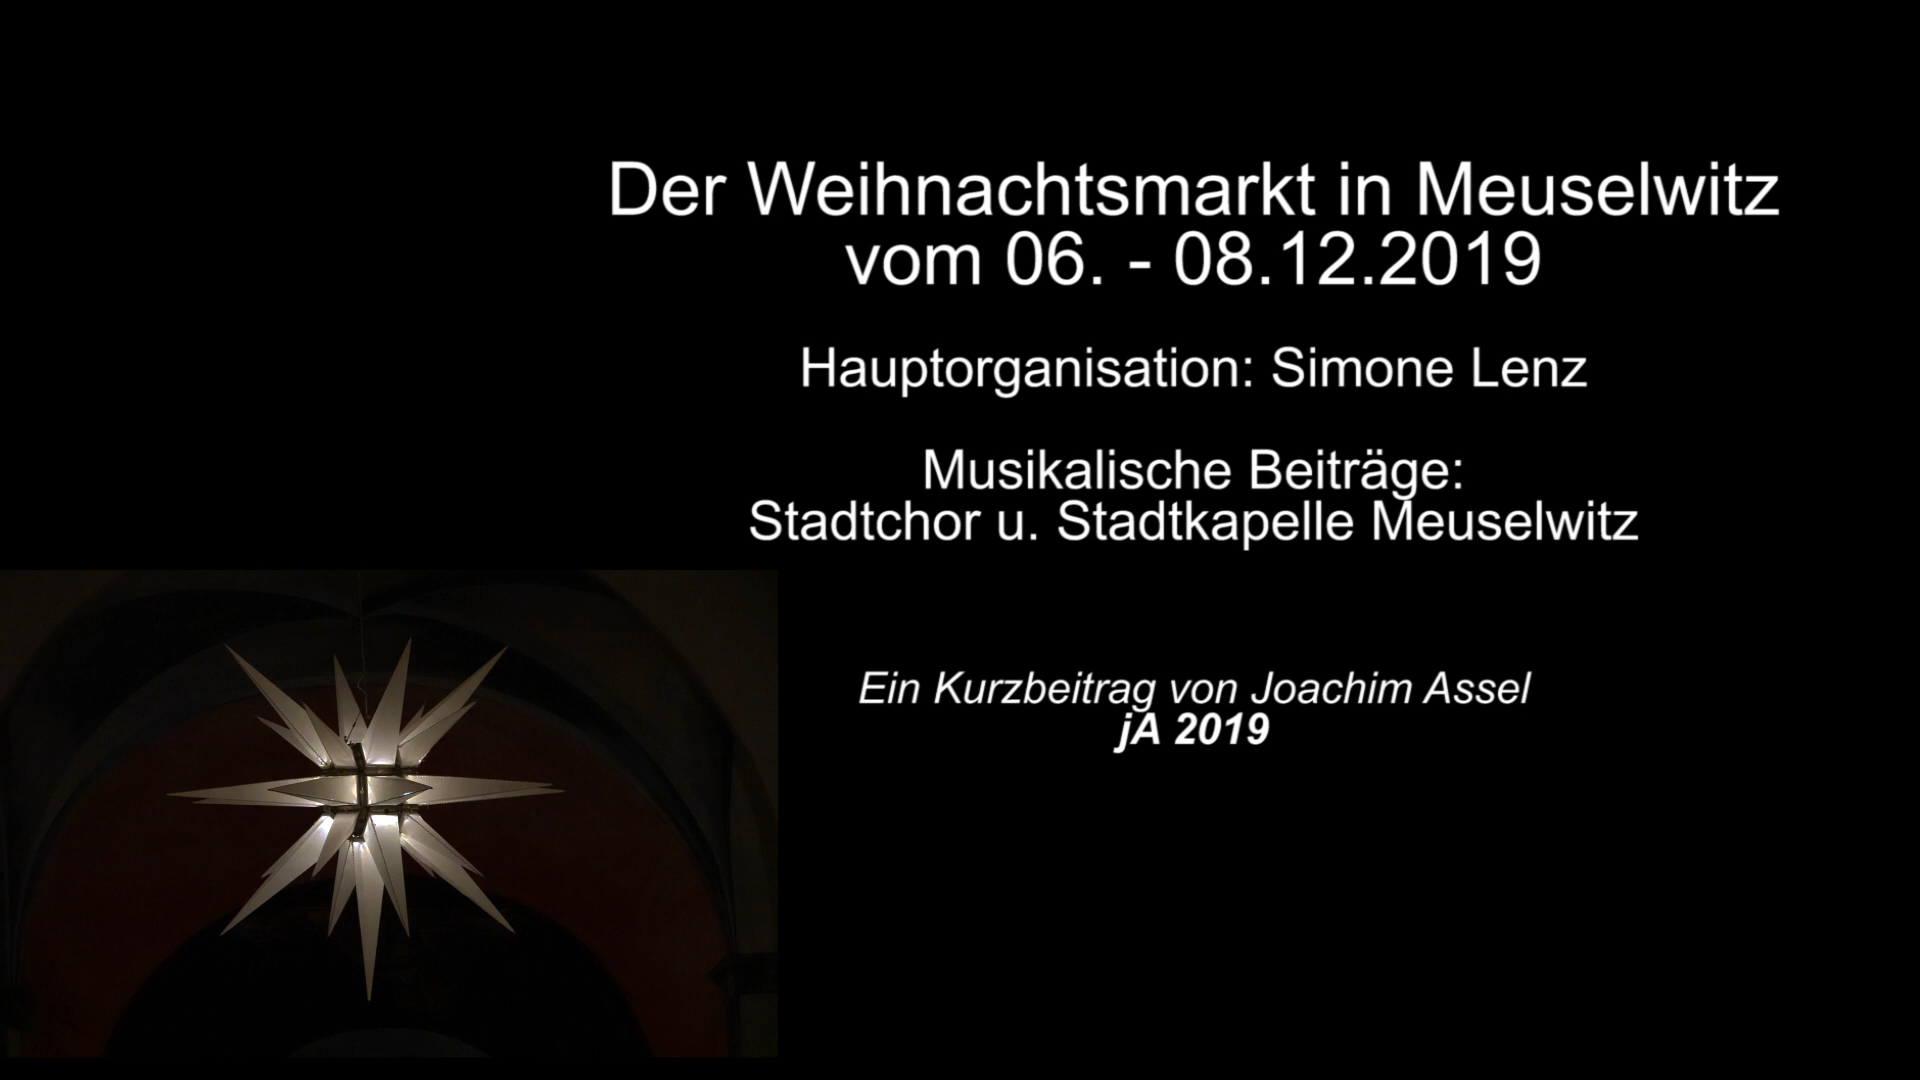 Der Weihnachtsmarkt in Meuselwitz
vom 06. - 08.12.2019
Hauptorganisation: Simone Lenz
Musikalische Beiträge:
Stadtchor u. Stadtkapelle Meuselwitz
Ein Kurzbeitrag von Joachim Assel
jA 2019